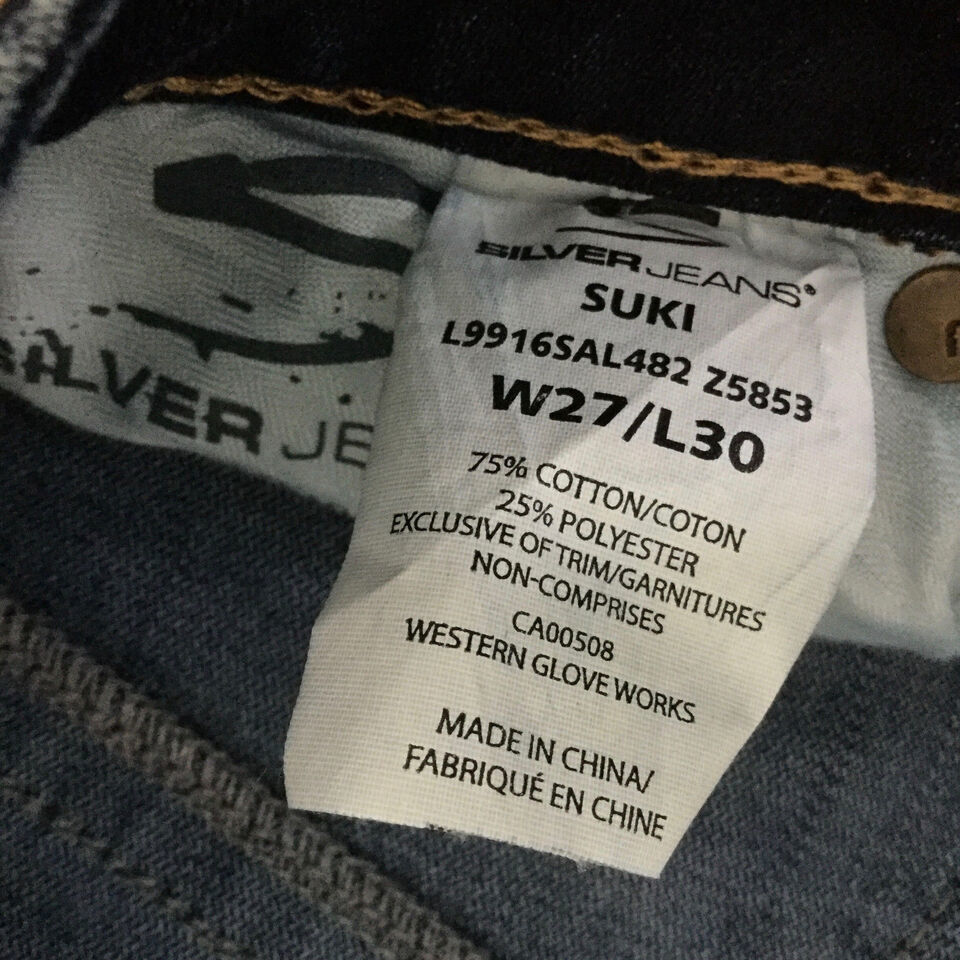 SILVER JEANS®
SUKI
L9916SAL482 Z5853
W27/L30
75% COTTON/COTON
25% POLYESTER
EXCLUSIVE OF TRIM/GARNITURES
NON-COMPRISES
CA00508
WESTERN GLOVE WORKS
MADE IN CHINA/
FABRIQUÉ EN CHINE
SILVER JE